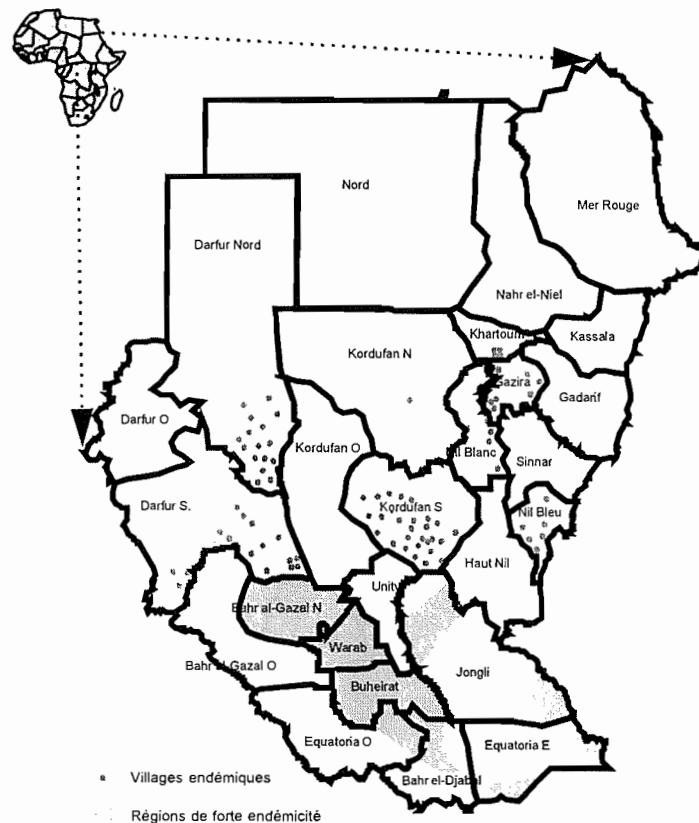 Nord
Mer Rouge
Darfur Nord
Nahr el-Niel
Khartoum
Kassala
Kordufan N
Gazira
Gadarif
Darfur O
Kordufan O
Nil Blanc
Sinnar
Darfur S.
Kordufan S
Nil Bleu
Haut Nil
Unity
Bahr al-Gazal N
Warab
Bahr el-Gazal O
Jongli
Buheirat
Equatoria O
Equatoria E
Bahr el-Djabal
Villages endémiques
Régions de forte endémicité